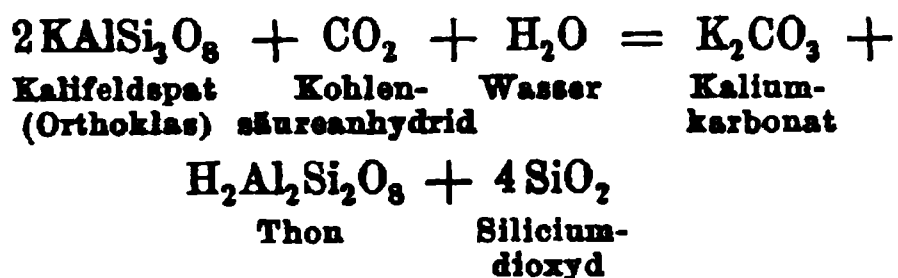 2KAlSi₃O₈ + CO₂ + H₂O = K₂CO₃ +
Kalifeldspat Kohlen- Wasser Kalium-
(Orthoklas) säureanhydrid karbonat
H₂Al₂Si₂O₈ + 4SiO₂
Thon Silicium-
dioxyd